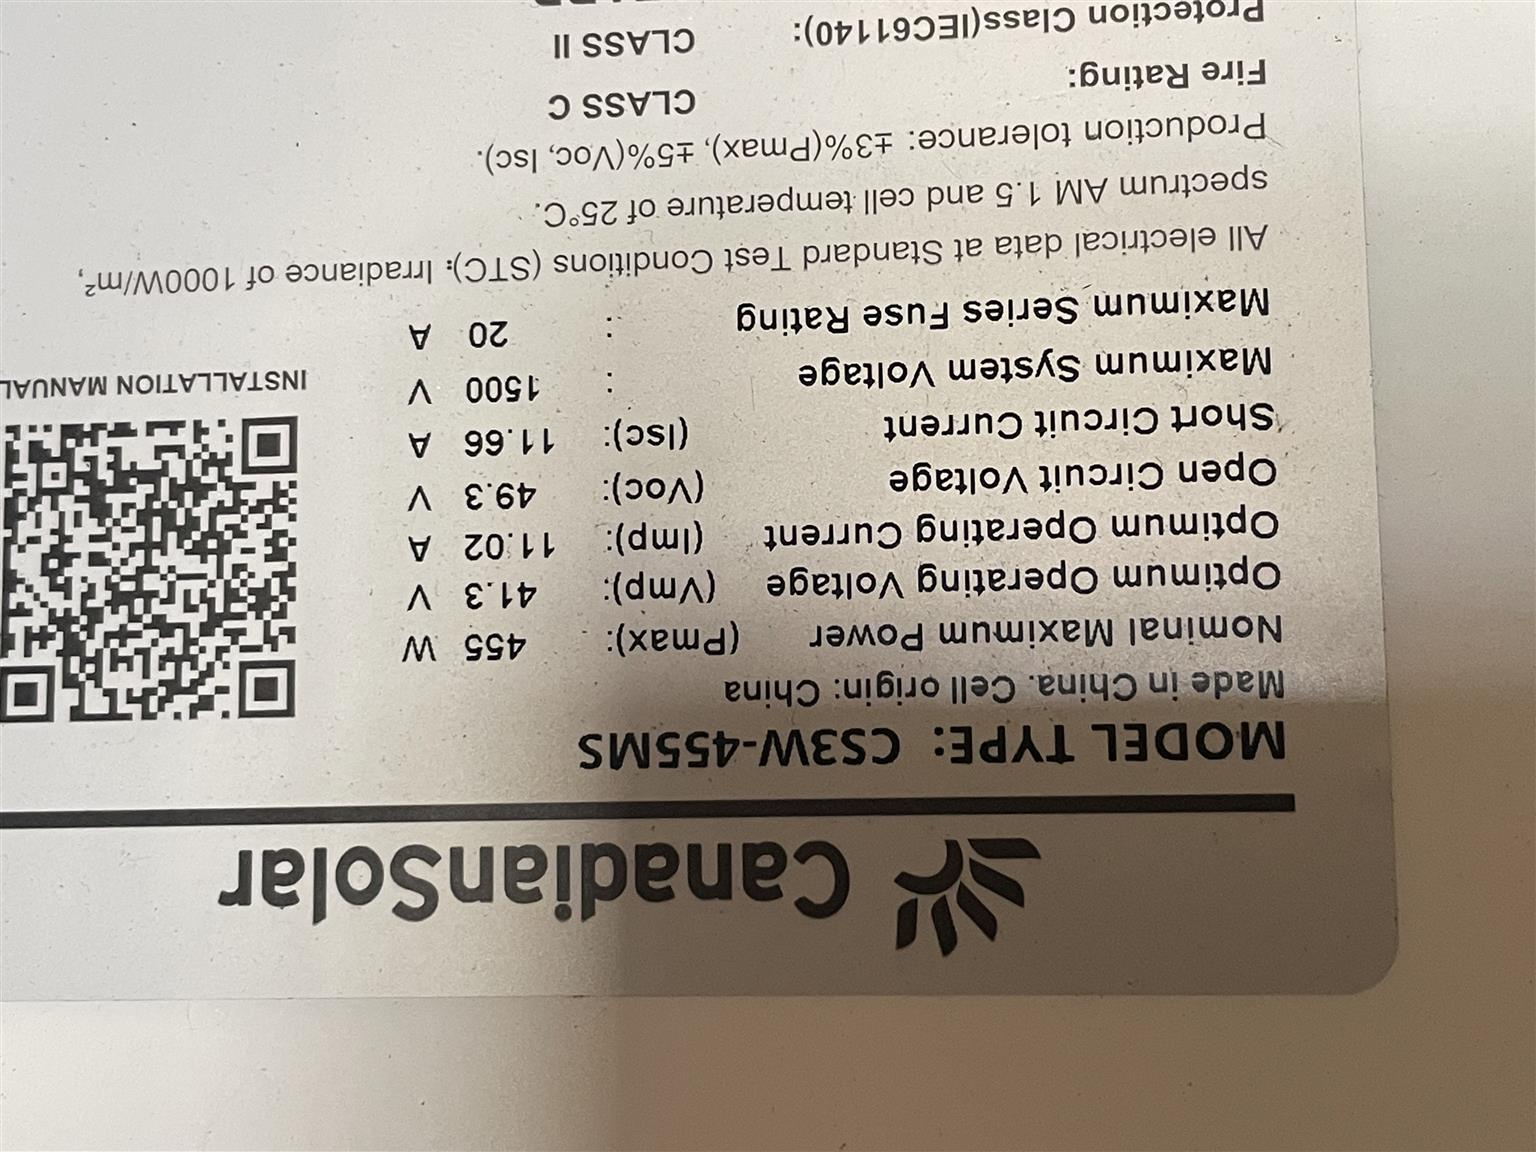 CanadianSolar
MODEL TYPE: CS3W-455MS
Made in China. Cell origin: China
Nominal Maximum Power (Pmax): 455 W
Optimum Operating Voltage (Vmp): 41.3 V
Optimum Operating Current (Imp): 11.02 A
Open Circuit Voltage (Voc): 49.3 V
Short Circuit Current (Isc): 11.66 A
Maximum System Voltage : 1500 V
Maximum Series Fuse Rating : 20 A
INSTALLATION MANUAL
All electrical data at Standard Test Conditions (STC): Irradiance of 1000W/m²,
spectrum AM 1.5 and cell temperature of 25°C.
Production tolerance: ±3%(Pmax), ±5%(Voc, Isc).
Fire Rating: CLASS C
Protection Class(IEC61140): CLASS II